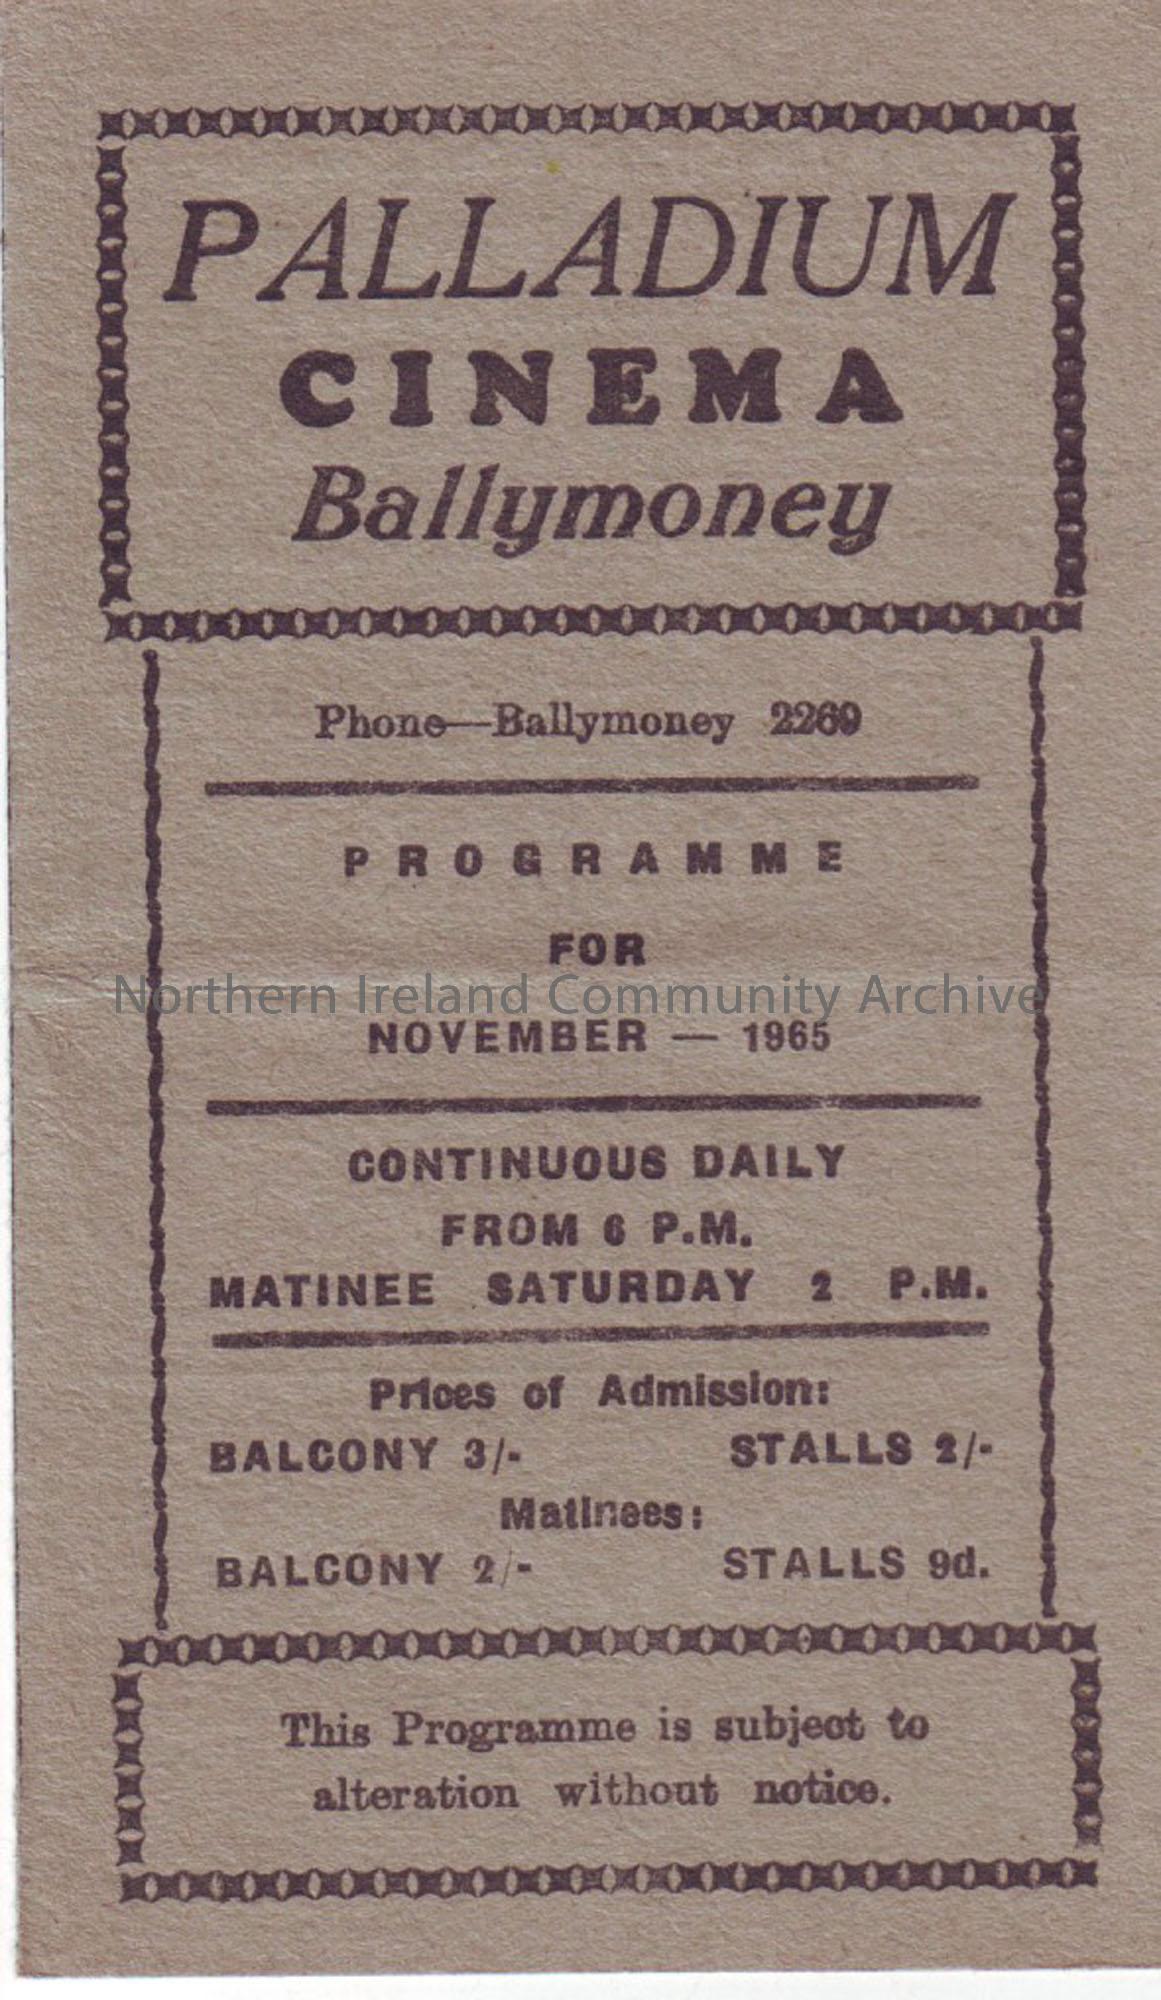 PALLADIUM
CINEMA
Ballymoney
Phone—Ballymoney 2269
PROGRAMME
FOR
Northern Ireland Community Archive
NOVEMBER — 1965
CONTINUOUS DAILY
FROM 6 P.M.
MATINEE SATURDAY 2 P.M.
Prices of Admission:
BALCONY 3/- STALLS 2/-
Matinees:
BALCONY 2/- STALLS 9d.
This Programme is subject to
alteration without notice.